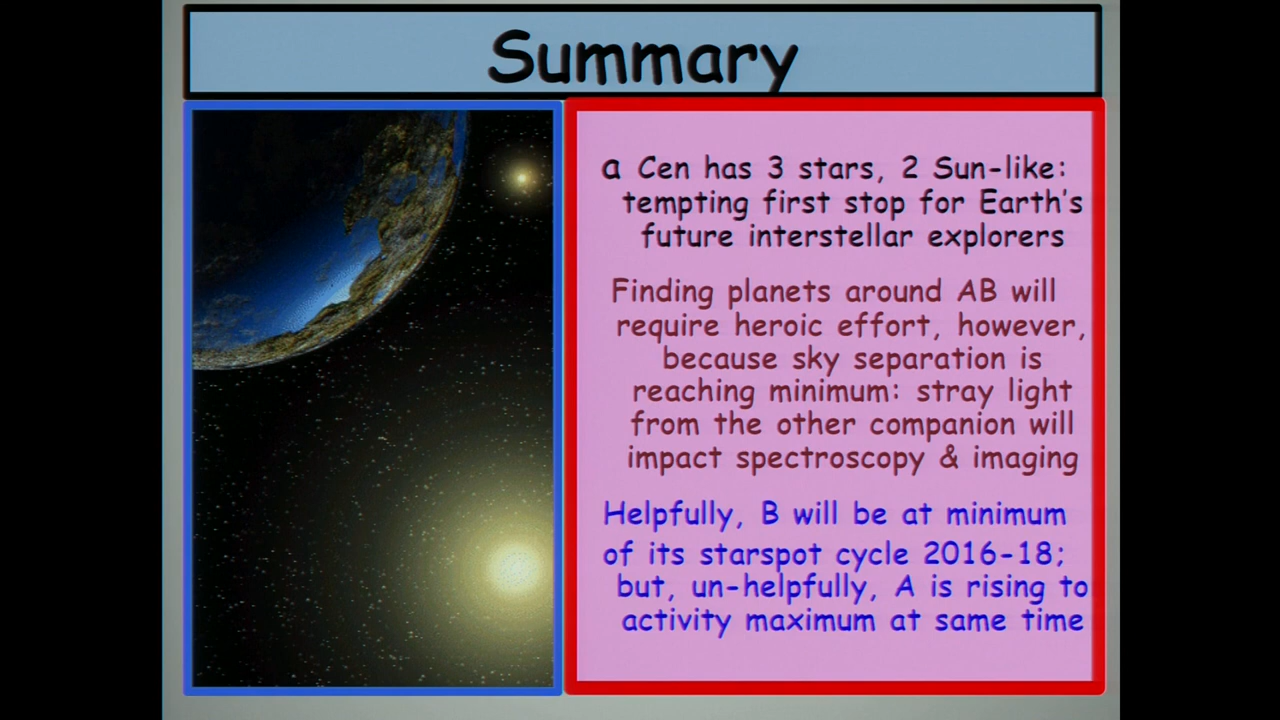 Summary
a Cen has 3 stars, 2 Sun-like:
tempting first stop for Earth's
future interstellar explorers
Finding planets around AB will
require heroic effort, however,
because sky separation is
reaching minimum: stray light
from the other companion will
impact spectroscopy & imaging
Helpfully, B will be at minimum
of its starspot cycle 2016-18;
but, un-helpfully, A is rising to
activity maximum at same time